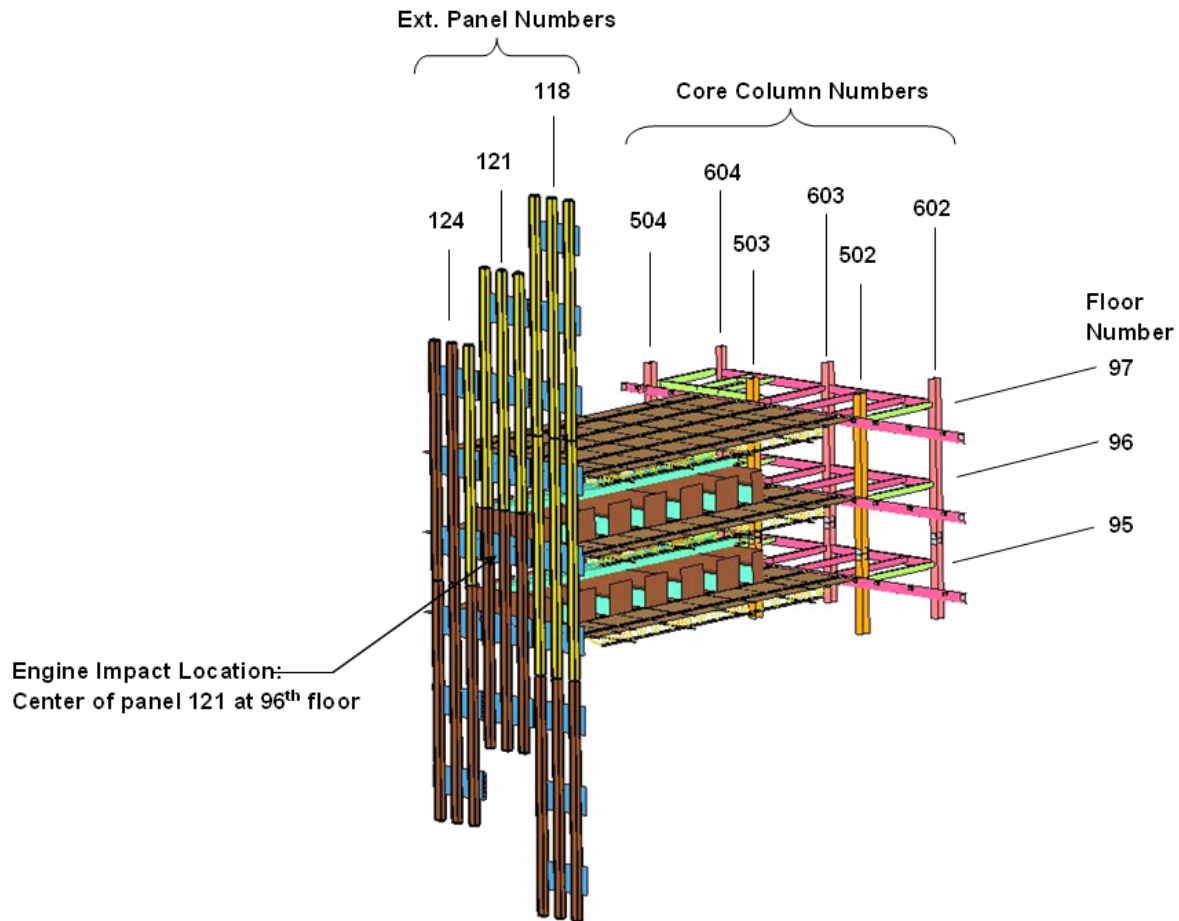 Ext. Panel Numbers
118
Core Column Numbers
121
604
603
602
124
504
503
502
Floor
Number
97
96
95
Engine Impact Location:
Center of panel 121 at 96th floor